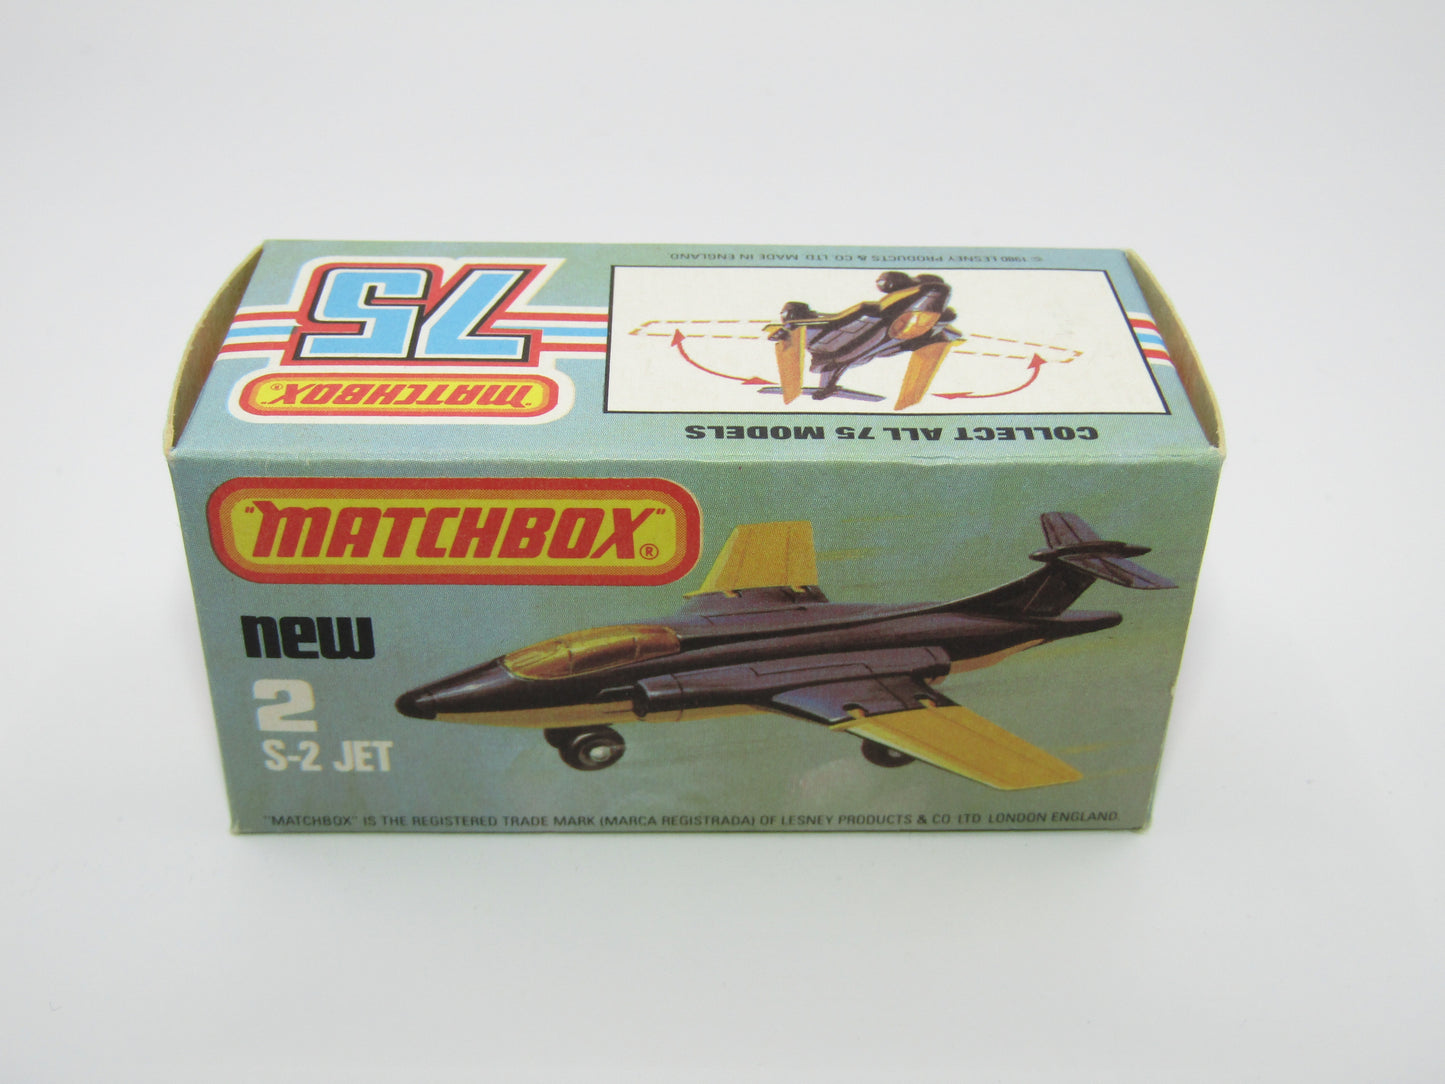 © 1980 LESNEY PRODUCTS & CO. LTD. MADE IN ENGLAND
75
"MATCHBOX"®
COLLECT ALL 75 MODELS
"MATCHBOX"®
new
2
S-2 JET
"MATCHBOX" IS THE REGISTERED TRADE MARK (MARCA REGISTRADA) OF LESNEY PRODUCTS & CO LTD LONDON ENGLAND.